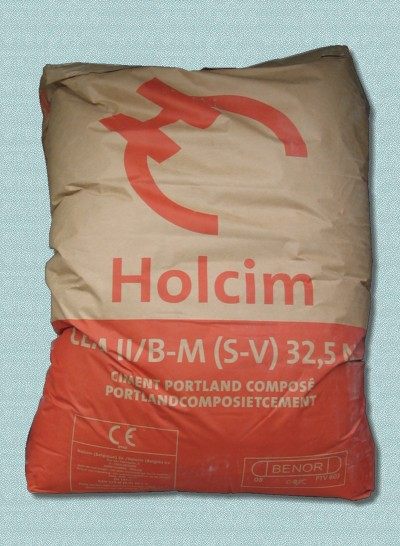 Holcim
CEM II/B-M (S-V) 32,5 N
CIMENT PORTLAND COMPOSÉ
PORTLANDCOMPOSIETCEMENT
CE
BENOR